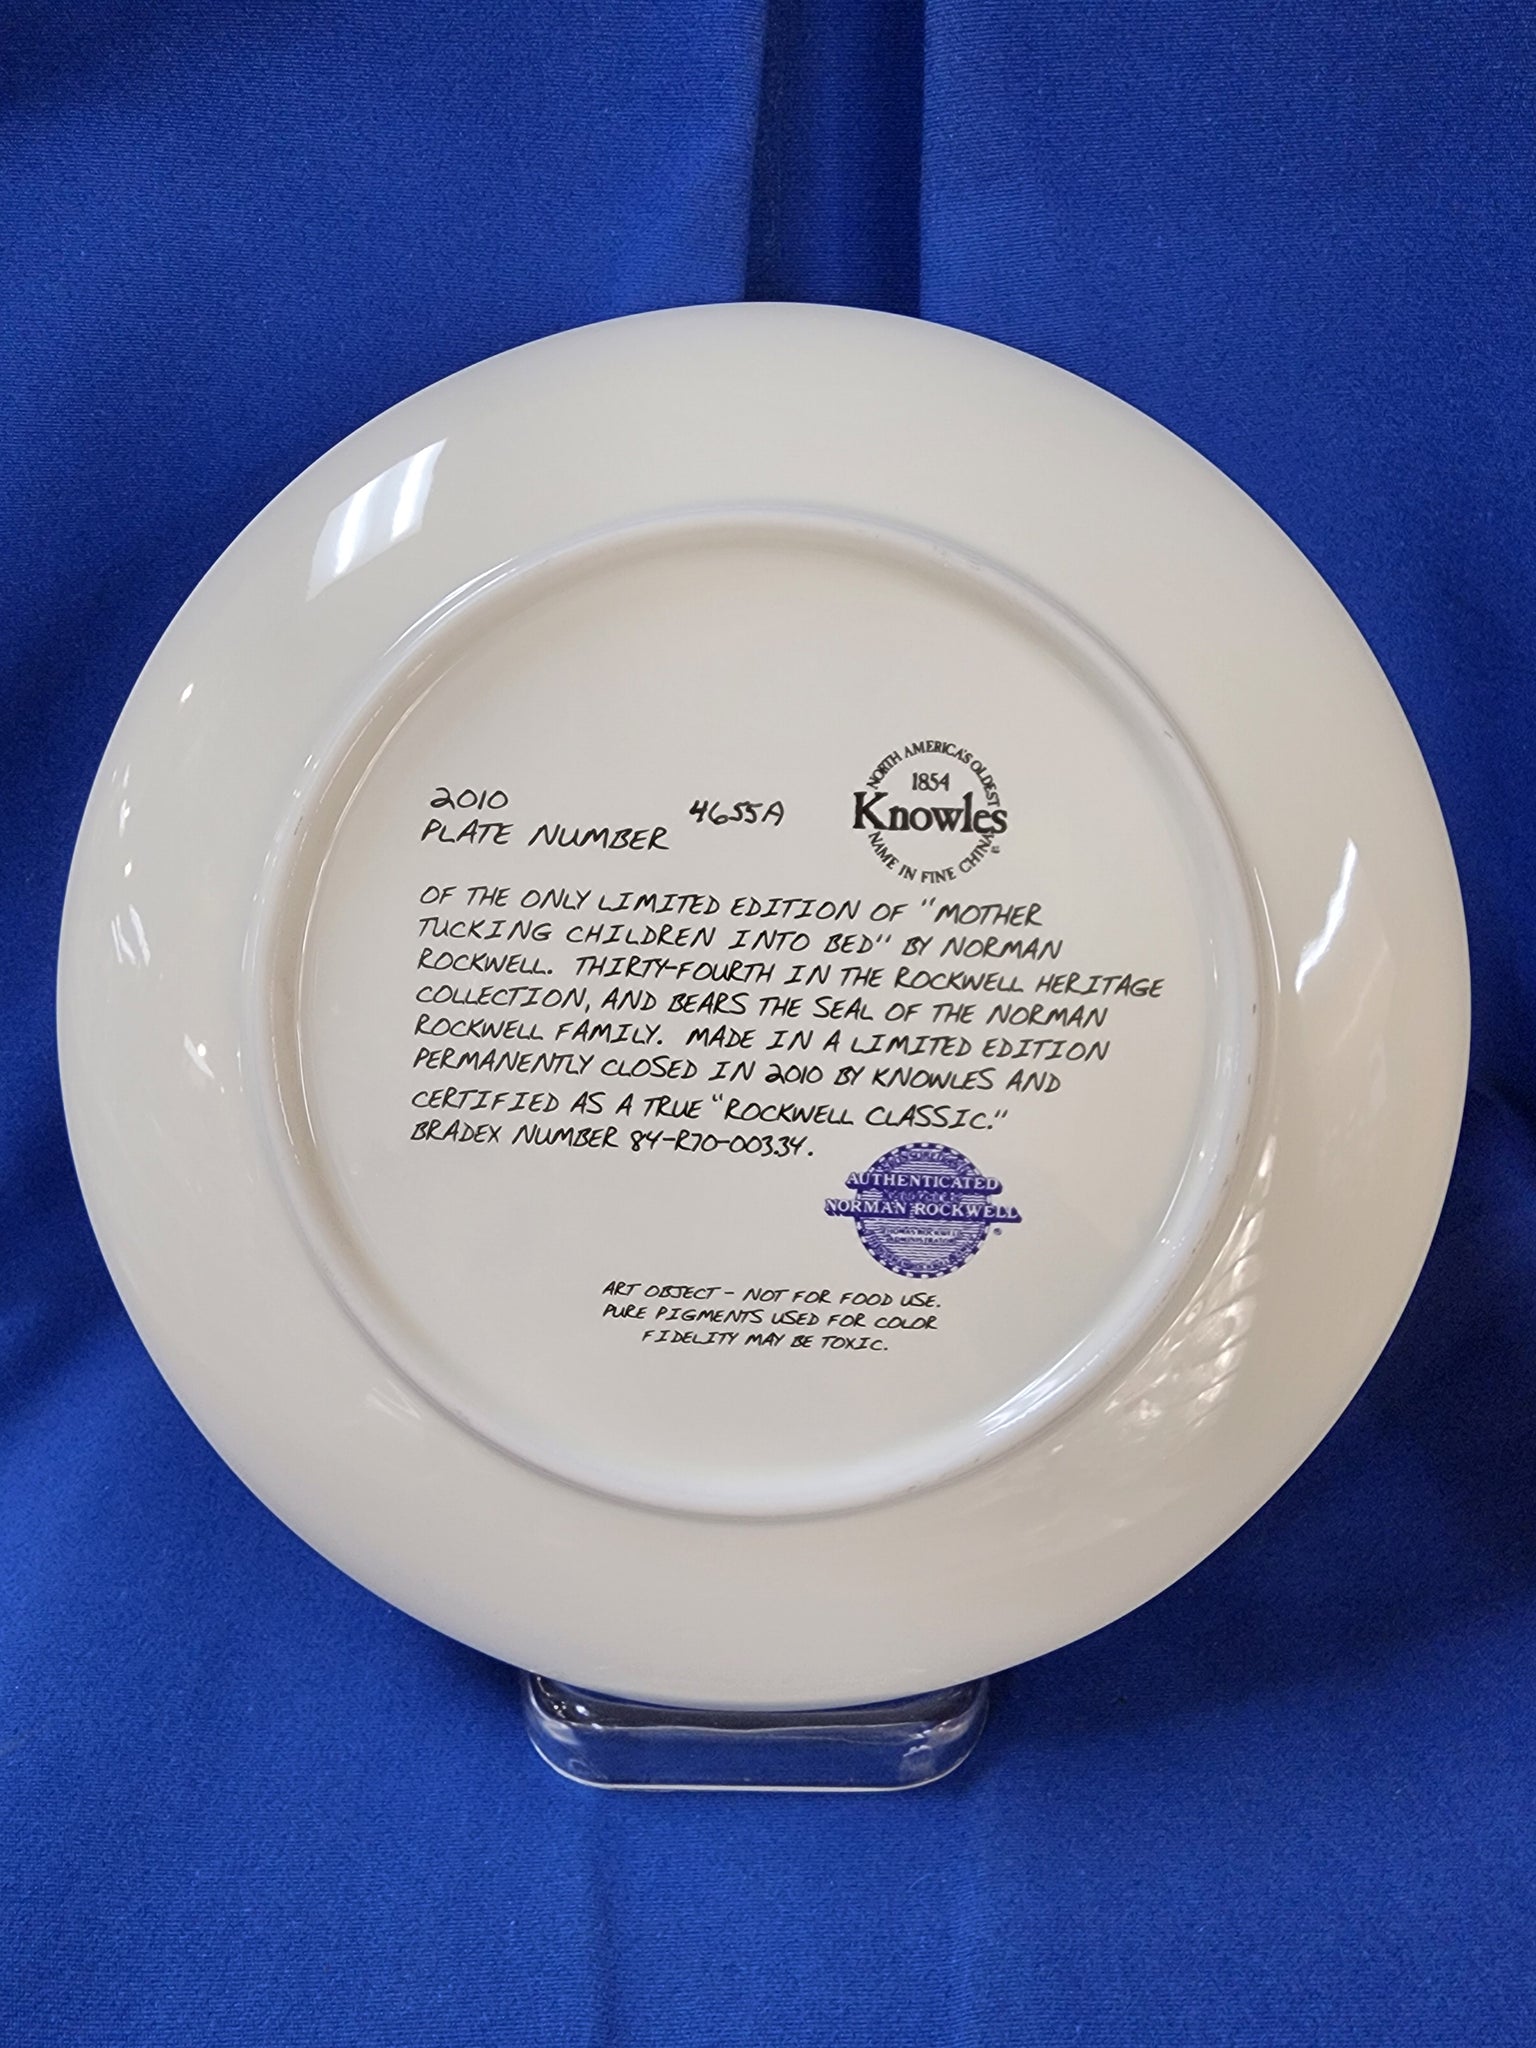 2010
PLATE NUMBER 4655A
NORTH AMERICA'S OLDEST
1854
Knowles
NAME IN FINE CHINA
©
OF THE ONLY LIMITED EDITION OF "MOTHER
TUCKING CHILDREN INTO BED" BY NORMAN
ROCKWELL. THIRTY-FOURTH IN THE ROCKWELL HERITAGE
COLLECTION, AND BEARS THE SEAL OF THE NORMAN
ROCKWELL FAMILY. MADE IN A LIMITED EDITION
PERMANENTLY CLOSED IN 2010 BY KNOWLES AND
CERTIFIED AS A TRUE "ROCKWELL CLASSIC."
BRADEX NUMBER 84-R70-003.34.
AUTHENTICATED
NORMAN ROCKWELL
®
THOMAS ROCKWELL
ADMINISTRATOR
ART OBJECT - NOT FOR FOOD USE.
PURE PIGMENTS USED FOR COLOR
FIDELITY MAY BE TOXIC.